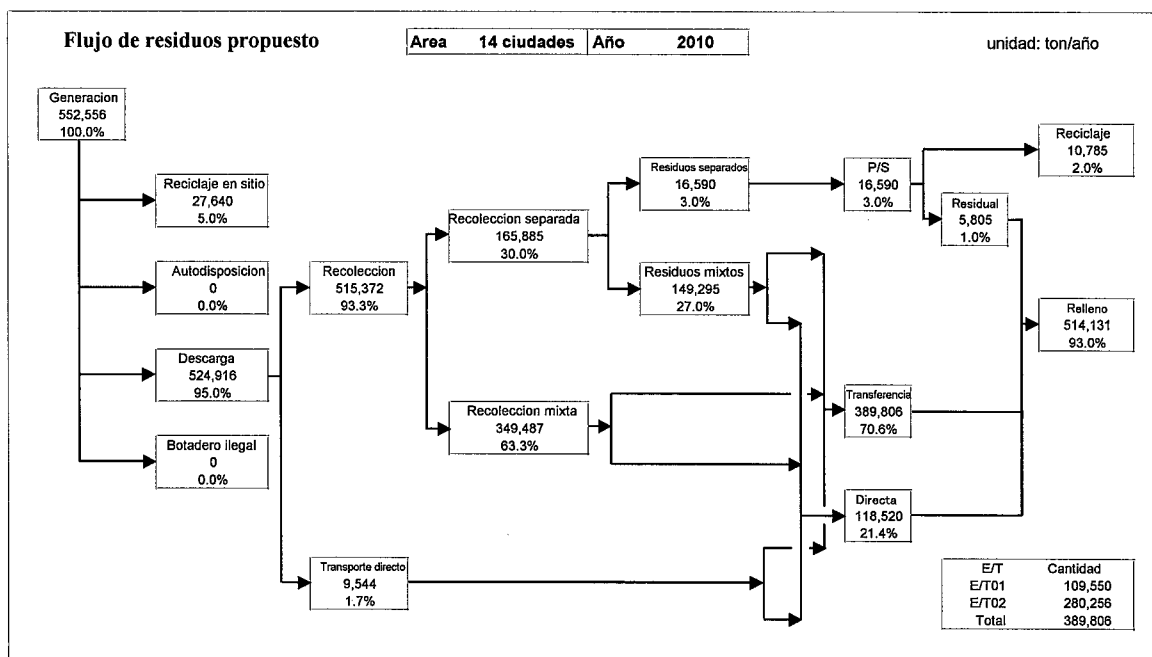 Flujo de residuos propuesto
Area 14 ciudades Año 2010
unidad: ton/año
Generacion
552,556
100.0%
Reciclaje en sitio
27,640
5.0%
Autodisposicion
0
0.0%
Descarga
524,916
95.0%
Botadero ilegal
0
0.0%
Recoleccion
515,372
93.3%
Transporte directo
9,544
1.7%
Recoleccion separada
165,885
30.0%
Recoleccion mixta
349,487
63.3%
Residuos separados
16,590
3.0%
Residuos mixtos
149,295
27.0%
P/S
16,590
3.0%
Reciclaje
10,785
2.0%
Residual
5,805
1.0%
Relleno
514,131
93.0%
Transferencia
389,806
70.6%
Directa
118,520
21.4%
E/T Cantidad
E/T01 109,550
E/T02 280,256
Total 389,806